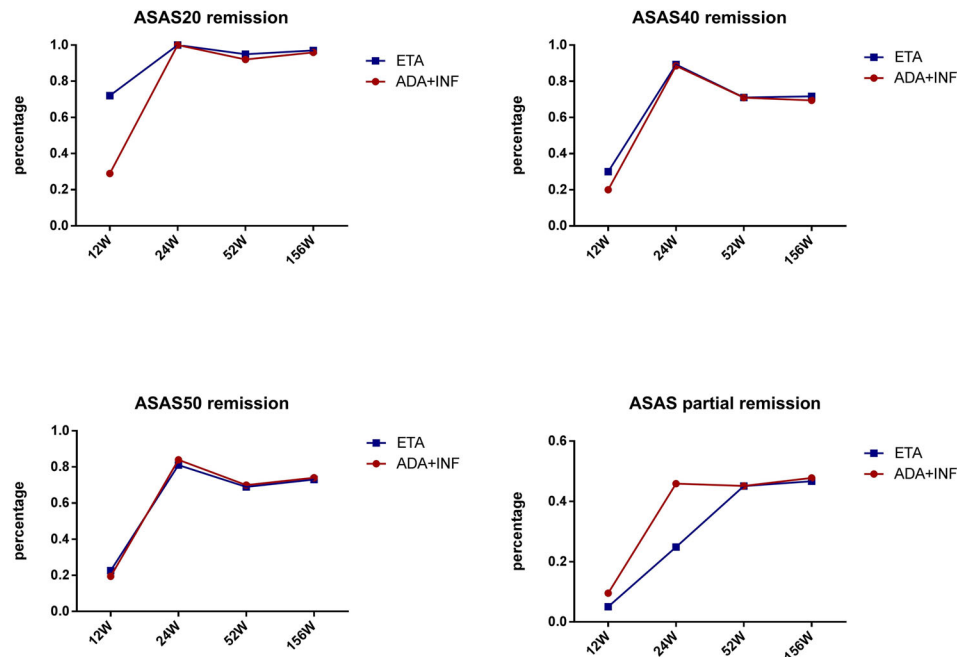 ASAS20 remission
percentage
1.0
0.8
0.6
0.4
0.2
0.0
12W
24W
52W
156W
ETA
ADA+INF
ASAS40 remission
percentage
1.0
0.8
0.6
0.4
0.2
0.0
12W
24W
52W
156W
ETA
ADA+INF
ASAS50 remission
percentage
1.0
0.8
0.6
0.4
0.2
0.0
12W
24W
52W
156W
ETA
ADA+INF
ASAS partial remission
percentage
0.6
0.4
0.2
0.0
12W
24W
52W
156W
ETA
ADA+INF